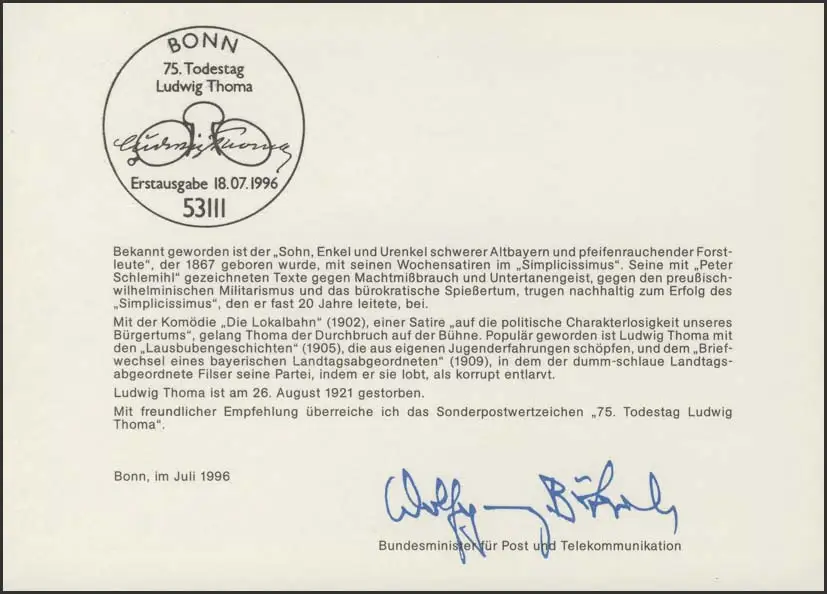 BONN
75. Todestag
Ludwig Thoma
Ludwig Thoma
Erstausgabe 18.07.1996
53111
Bekannt geworden ist der „Sohn, Enkel und Urenkel schwerer Altbayern und pfeifenrauchender Forst-
leute“, der 1867 geboren wurde, mit seinen Wochensatiren im „Simplicissimus“. Seine mit „Peter
Schlemihl“ gezeichneten Texte gegen Machtmißbrauch und Untertanengeist, gegen den preußisch-
wilhelminischen Militarismus und das bürokratische Spießertum, trugen nachhaltig zum Erfolg des
„Simplicissimus“, den er fast 20 Jahre leitete, bei.
Mit der Komödie „Die Lokalbahn“ (1902), einer Satire „auf die politische Charakterlosigkeit unseres
Bürgertums“, gelang Thoma der Durchbruch auf der Bühne. Populär geworden ist Ludwig Thoma mit
den „Lausbubengeschichten“ (1905), die aus eigenen Jugenderfahrungen schöpfen, und dem „Brief-
wechsel eines bayerischen Landtagsabgeordneten“ (1909), in dem der dumm-schlaue Landtags-
abgeordnete Filser seine Partei, indem er sie lobt, als korrupt entlarvt.
Ludwig Thoma ist am 26. August 1921 gestorben.
Mit freundlicher Empfehlung überreiche ich das Sonderpostwertzeichen „75. Todestag Ludwig
Thoma“.
Bonn, im Juli 1996
Wolfgang Bötsch
Bundesminister für Post und Telekommunikation